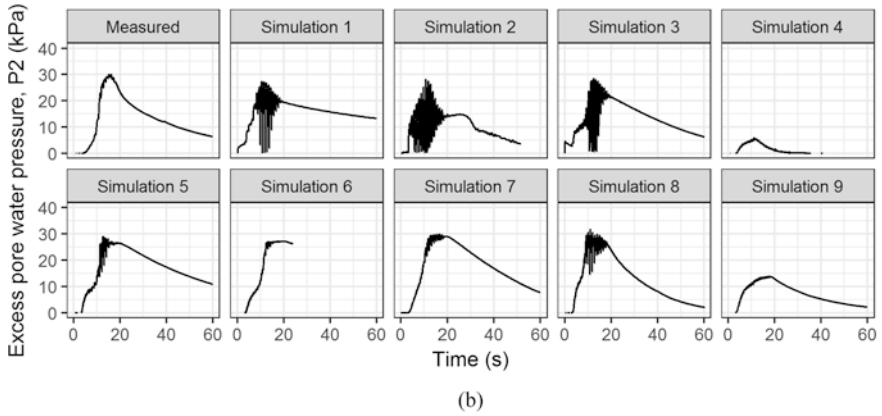 Excess pore water pressure, P2 (kPa)
Measured Simulation 1 Simulation 2 Simulation 3 Simulation 4
40
30
20
10
0
Simulation 5 Simulation 6 Simulation 7 Simulation 8 Simulation 9
40
30
20
10
0
0 20 40 60 0 20 40 60 0 20 40 60 0 20 40 60 0 20 40 60
Time (s)
(b)